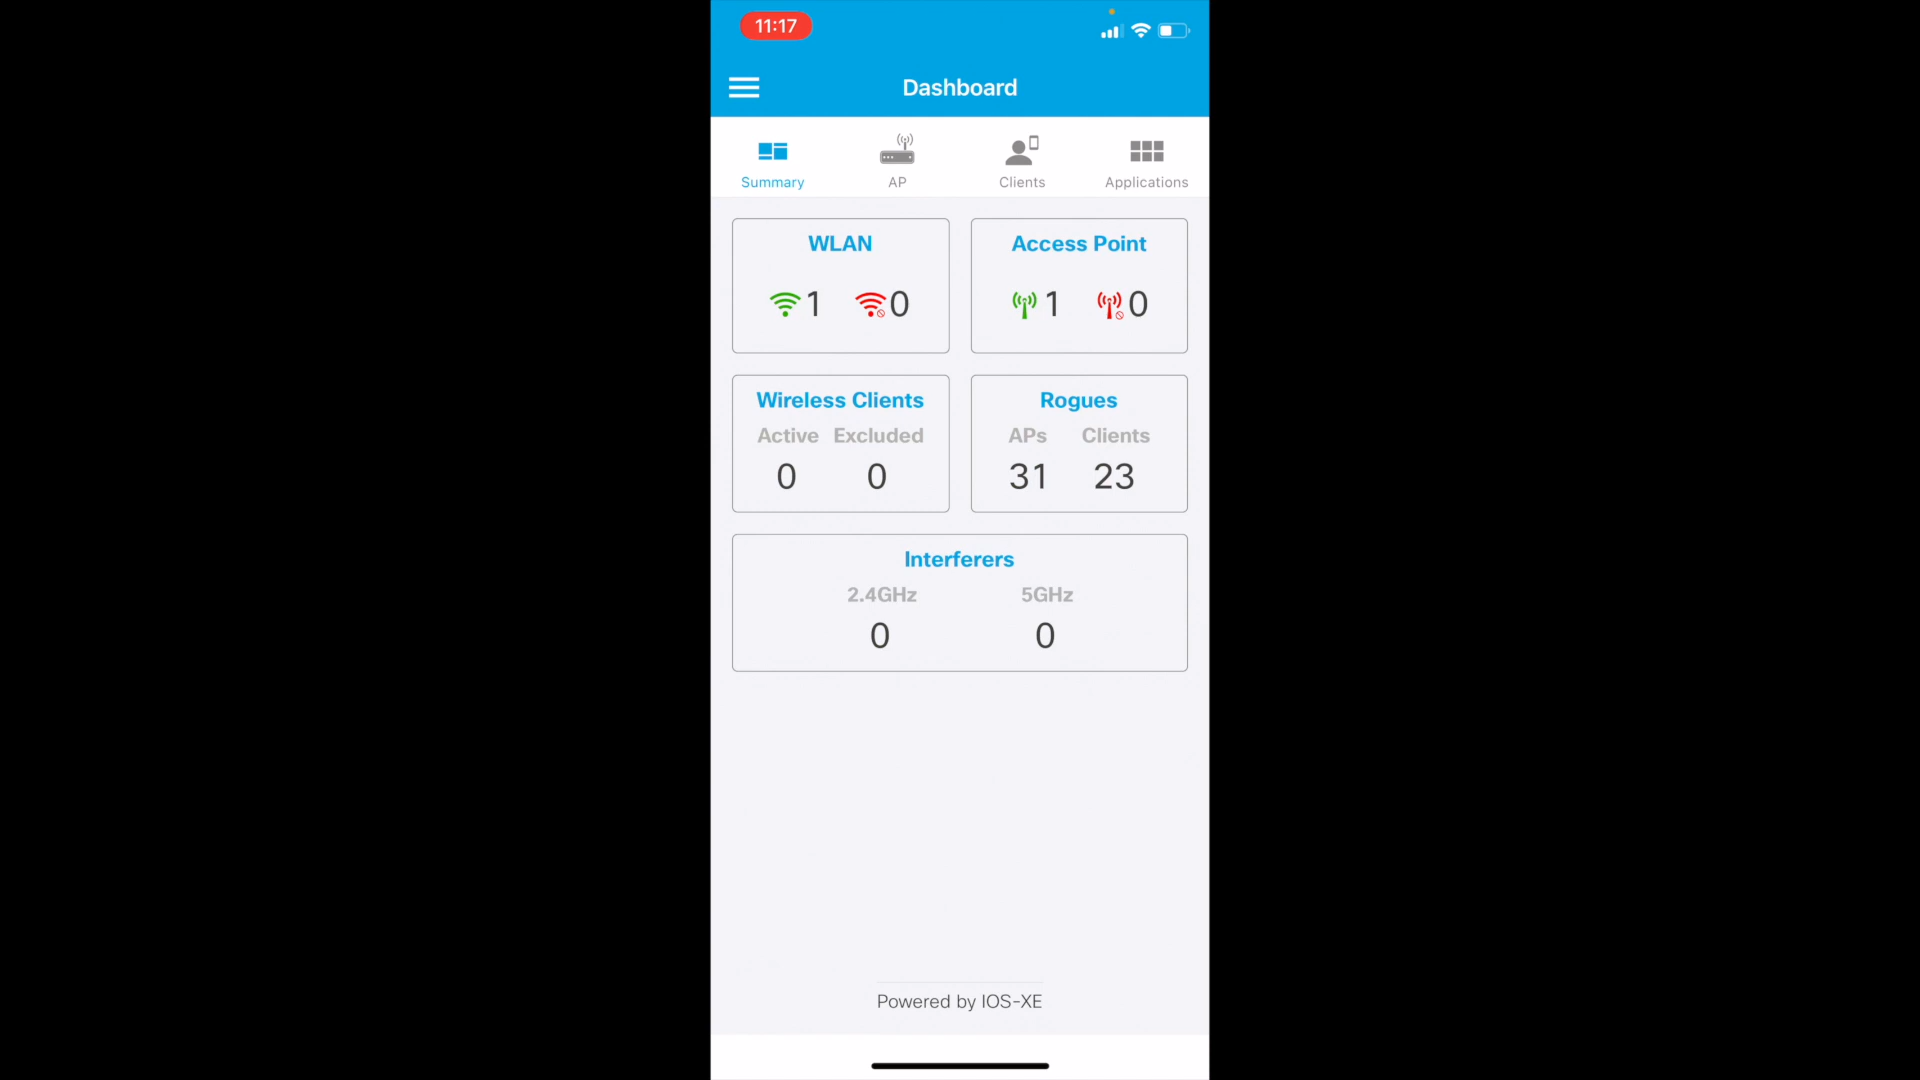 11:17
Dashboard
Summary AP Clients Applications
WLAN
1 0
Access Point
1 0
Wireless Clients
Active Excluded
0 0
Rogues
APs Clients
31 23
Interferers
2.4GHz 5GHz
0 0
Powered by IOS-XE